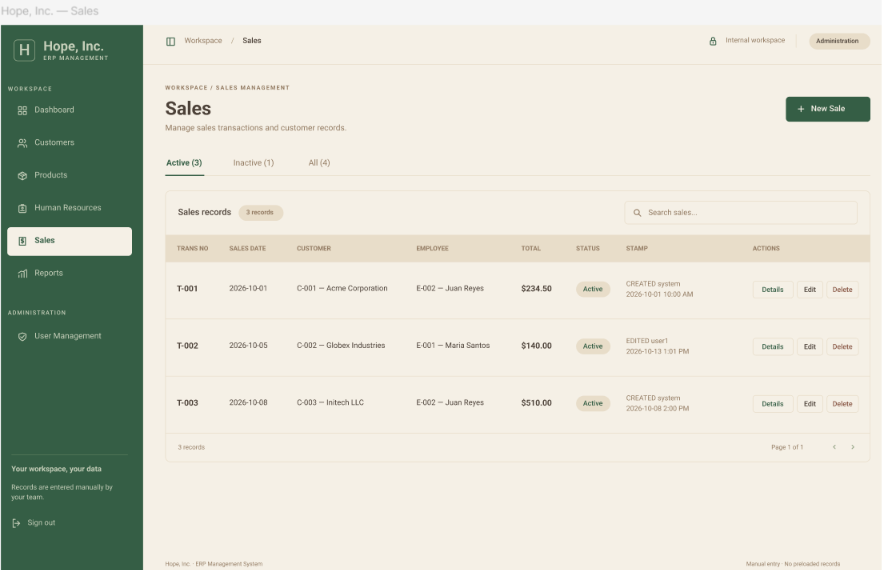 Hope, Inc. — Sales
H
Hope, Inc.
ERP MANAGEMENT
WORKSPACE
Dashboard
Customers
Products
Human Resources
Sales
Reports
ADMINISTRATION
User Management
Your workspace, your data
Records are entered manually by
your team.
Sign out
Workspace / Sales
Internal workspace
Administration
WORKSPACE / SALES MANAGEMENT
Sales
Manage sales transactions and customer records.
+ New Sale
Active (3) Inactive (1) All (4)
Sales records 3 records
Search sales...
TRANS NO SALES DATE CUSTOMER EMPLOYEE TOTAL STATUS STAMP ACTIONS
T-001 2026-10-01 C-001 — Acme Corporation E-002 — Juan Reyes $234.50 Active CREATED system
2026-10-01 10:00 AM
Details Edit Delete
T-002 2026-10-05 C-002 — Globex Industries E-001 — Maria Santos $140.00 Active EDITED user1
2026-10-13 1:01 PM
Details Edit Delete
T-003 2026-10-08 C-003 — Initech LLC E-002 — Juan Reyes $510.00 Active CREATED system
2026-10-08 2:00 PM
Details Edit Delete
3 records
Page 1 of 1 < >
Hope, Inc. · ERP Management System
Manual entry · No preloaded records